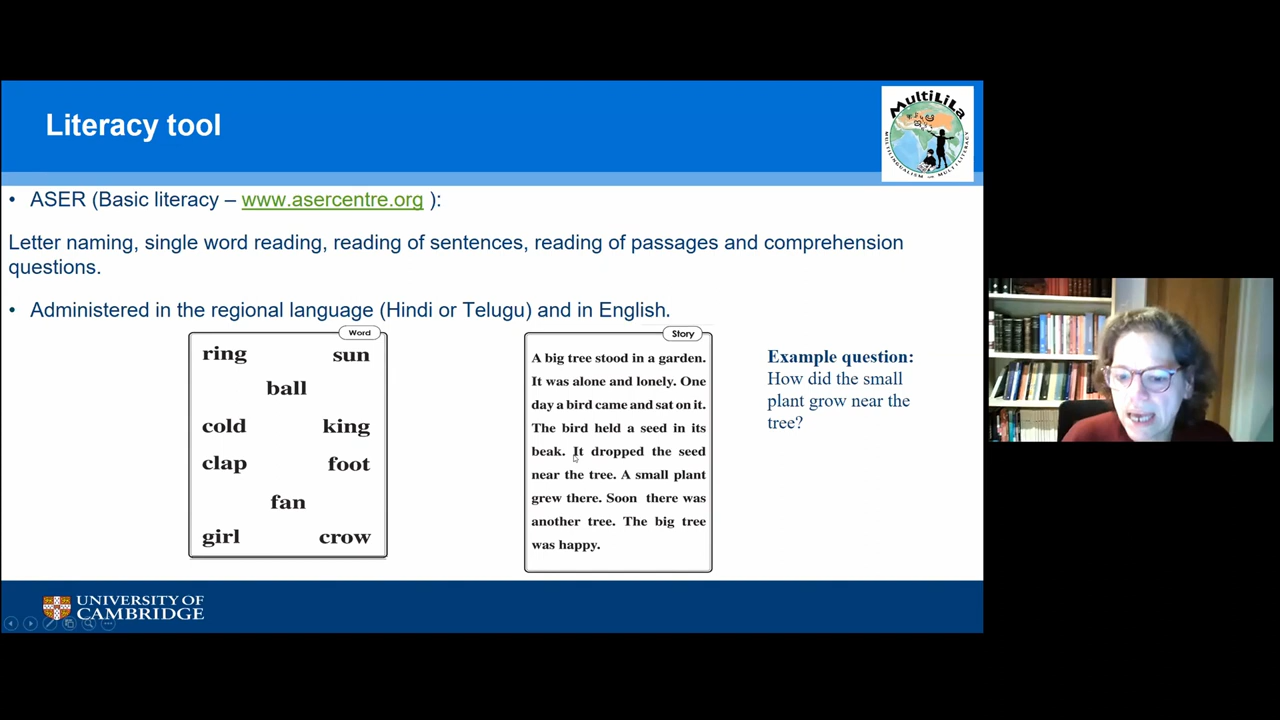 Literacy tool
MultiLiLa
MULTILINGUALISM AND MULTILITERACY
• ASER (Basic literacy – www.asercentre.org ):
Letter naming, single word reading, reading of sentences, reading of passages and comprehension
questions.
• Administered in the regional language (Hindi or Telugu) and in English.
Word
ring sun
ball
cold king
clap foot
fan
girl crow
Story
A big tree stood in a garden.
It was alone and lonely. One
day a bird came and sat on it.
The bird held a seed in its
beak. It dropped the seed
near the tree. A small plant
grew there. Soon there was
another tree. The big tree
was happy.
Example question:
How did the small
plant grow near the
tree?
UNIVERSITY OF
CAMBRIDGE